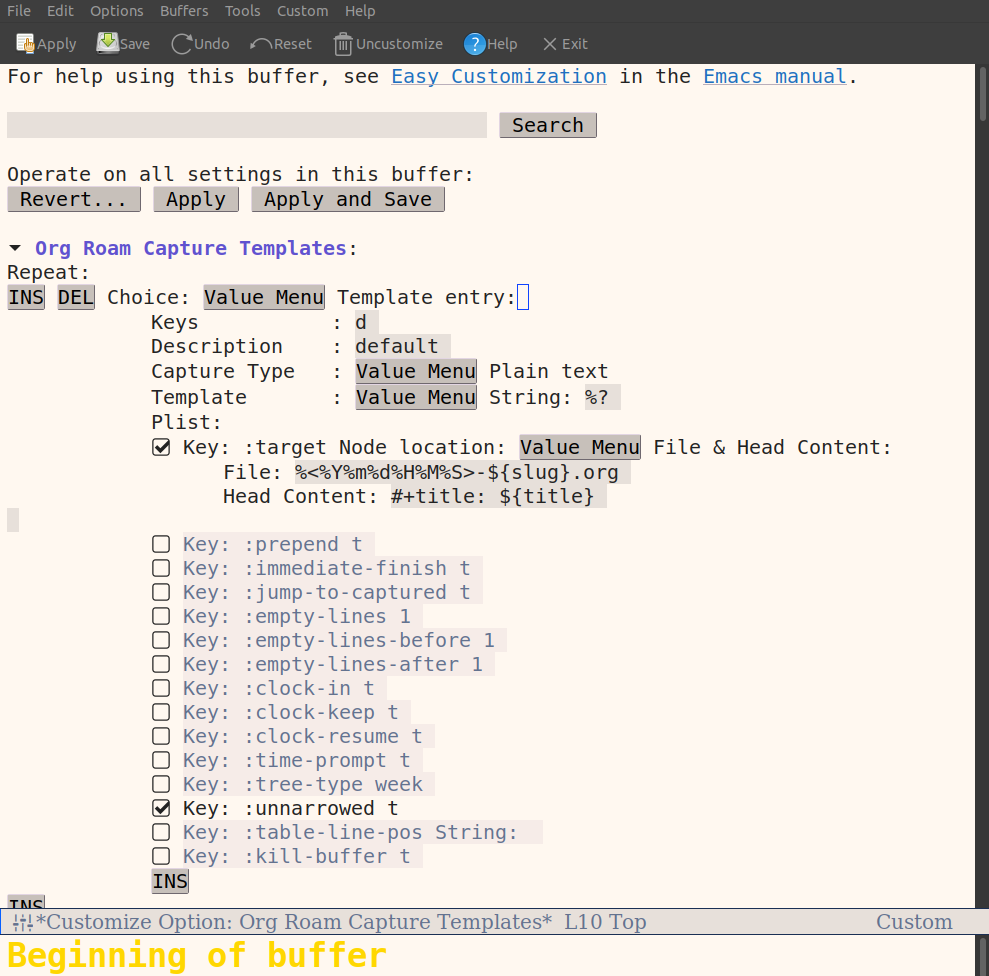 File Edit Options Buffers Tools Custom Help
Apply Save Undo Reset Uncustomize Help Exit
For help using this buffer, see Easy Customization in the Emacs manual.
Search
Operate on all settings in this buffer:
Revert... Apply Apply and Save
Org Roam Capture Templates:
Repeat:
INS DEL Choice: Value Menu Template entry:
Keys : d
Description : default
Capture Type : Value Menu Plain text
Template : Value Menu String: %?
Plist:
Key: :target Node location: Value Menu File & Head Content:
File: %<%Y%m%d%H%M%S>-${slug}.org
Head Content: #+title: ${title}
Key: :prepend t
Key: :immediate-finish t
Key: :jump-to-captured t
Key: :empty-lines 1
Key: :empty-lines-before 1
Key: :empty-lines-after 1
Key: :clock-in t
Key: :clock-keep t
Key: :clock-resume t
Key: :time-prompt t
Key: :tree-type week
Key: :unnarrowed t
Key: :table-line-pos String:
Key: :kill-buffer t
INS
INS
*Customize Option: Org Roam Capture Templates* L10 Top Custom
Beginning of buffer